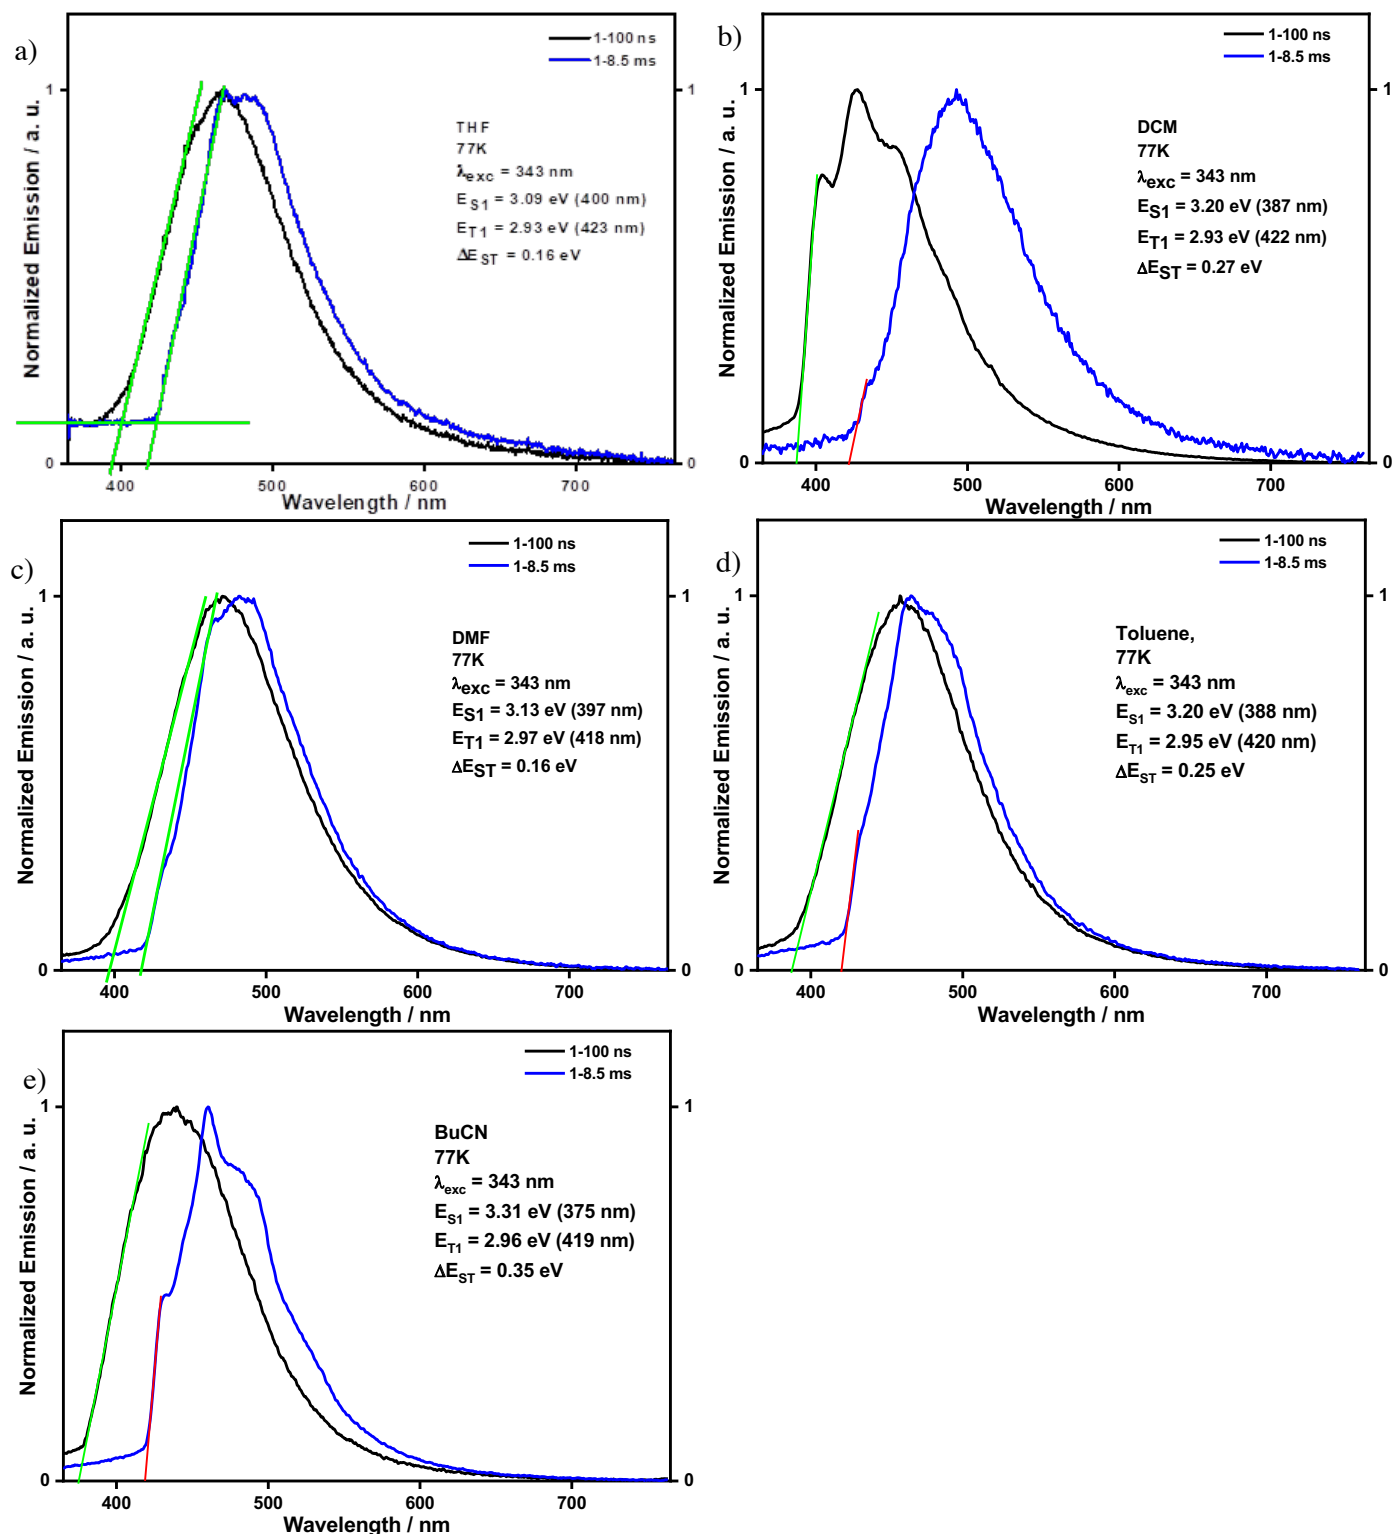 a)
1-100 ns
1-8.5 ms
1
1
THF
77K
λexc = 343 nm
ES1 = 3.09 eV (400 nm)
ET1 = 2.93 eV (423 nm)
ΔEST = 0.16 eV
Normalized Emission / a. u.
0
0
400
500
600
700
Wavelength / nm
b)
1-100 ns
1-8.5 ms
1
1
DCM
77K
λexc = 343 nm
ES1 = 3.20 eV (387 nm)
ET1 = 2.93 eV (422 nm)
ΔEST = 0.27 eV
Normalized Emission / a. u.
0
0
400
500
600
700
Wavelength / nm
c)
1-100 ns
1-8.5 ms
1
1
DMF
77K
λexc = 343 nm
ES1 = 3.13 eV (397 nm)
ET1 = 2.97 eV (418 nm)
ΔEST = 0.16 eV
Normalized Emission / a. u.
0
0
400
500
600
700
Wavelength / nm
d)
1-100 ns
1-8.5 ms
1
1
Toluene,
77K
λexc = 343 nm
ES1 = 3.20 eV (388 nm)
ET1 = 2.95 eV (420 nm)
ΔEST = 0.25 eV
Normalized Emission / a. u.
0
0
400
500
600
700
Wavelength / nm
e)
1-100 ns
1-8.5 ms
1
1
BuCN
77K
λexc = 343 nm
ES1 = 3.31 eV (375 nm)
ET1 = 2.96 eV (419 nm)
ΔEST = 0.35 eV
Normalized Emission / a. u.
0
0
400
500
600
700
Wavelength / nm